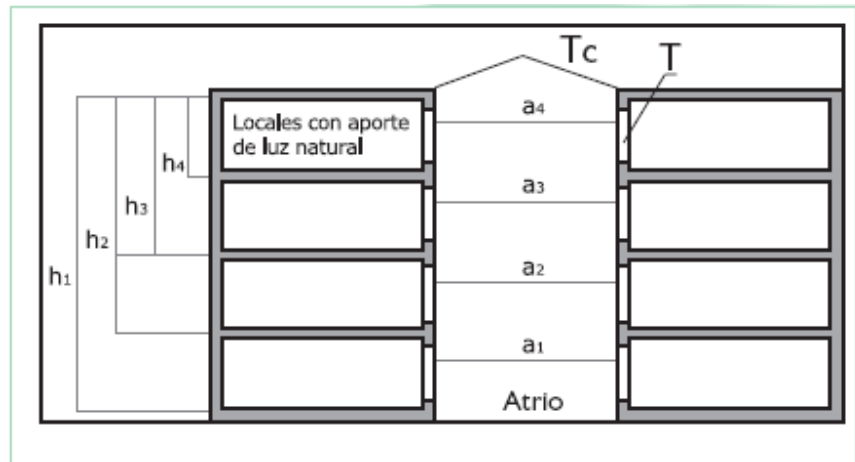 Tc
T
a4
Locales con aporte
de luz natural
h4
a3
h3
h2
a2
h1
a1
Atrio